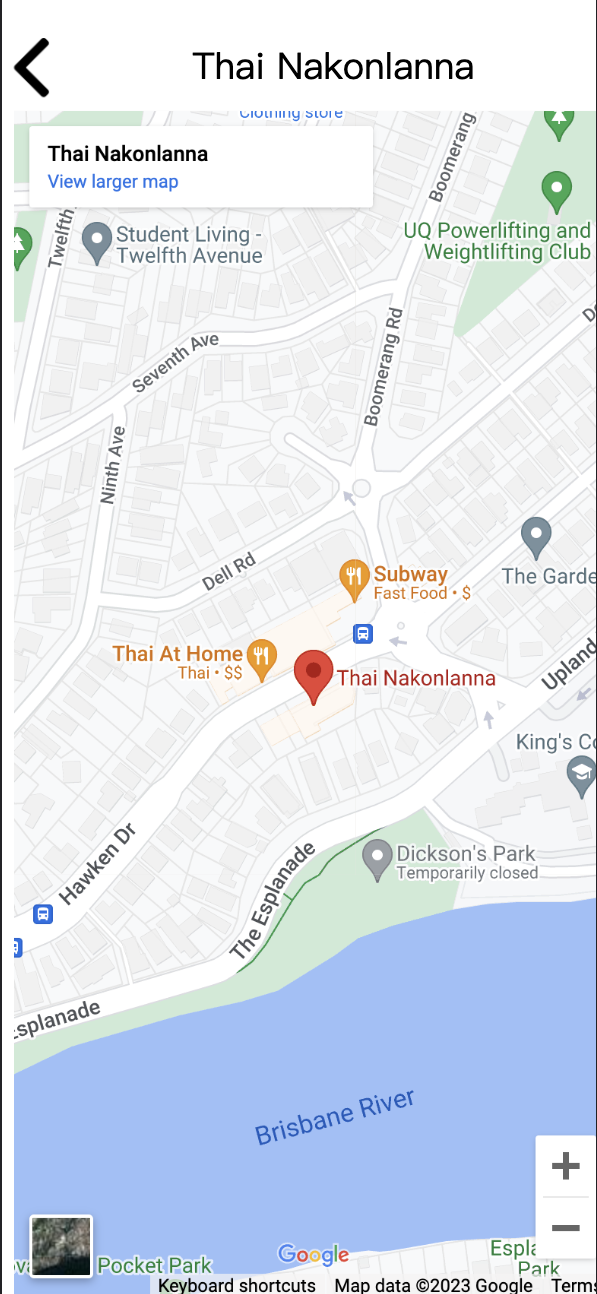 Thai Nakonlanna
Clothing store
Thai Nakonlanna
View larger map
Boomerang
Twelfth
Student Living -
Twelfth Avenue
UQ Powerlifting and
Weightlifting Club
Seventh Ave
Boomerang Rd
Ninth Ave
Dell Rd
Subway
Fast Food • $
The Garde
Thai At Home
Thai • $$
Thai Nakonlanna
Upland
King's Co
Hawken Dr
Dickson's Park
Temporarily closed
The Esplanade
Esplanade
Brisbane River
Pocket Park
Google
Espla
Park
Keyboard shortcuts
Map data ©2023 Google
Terms